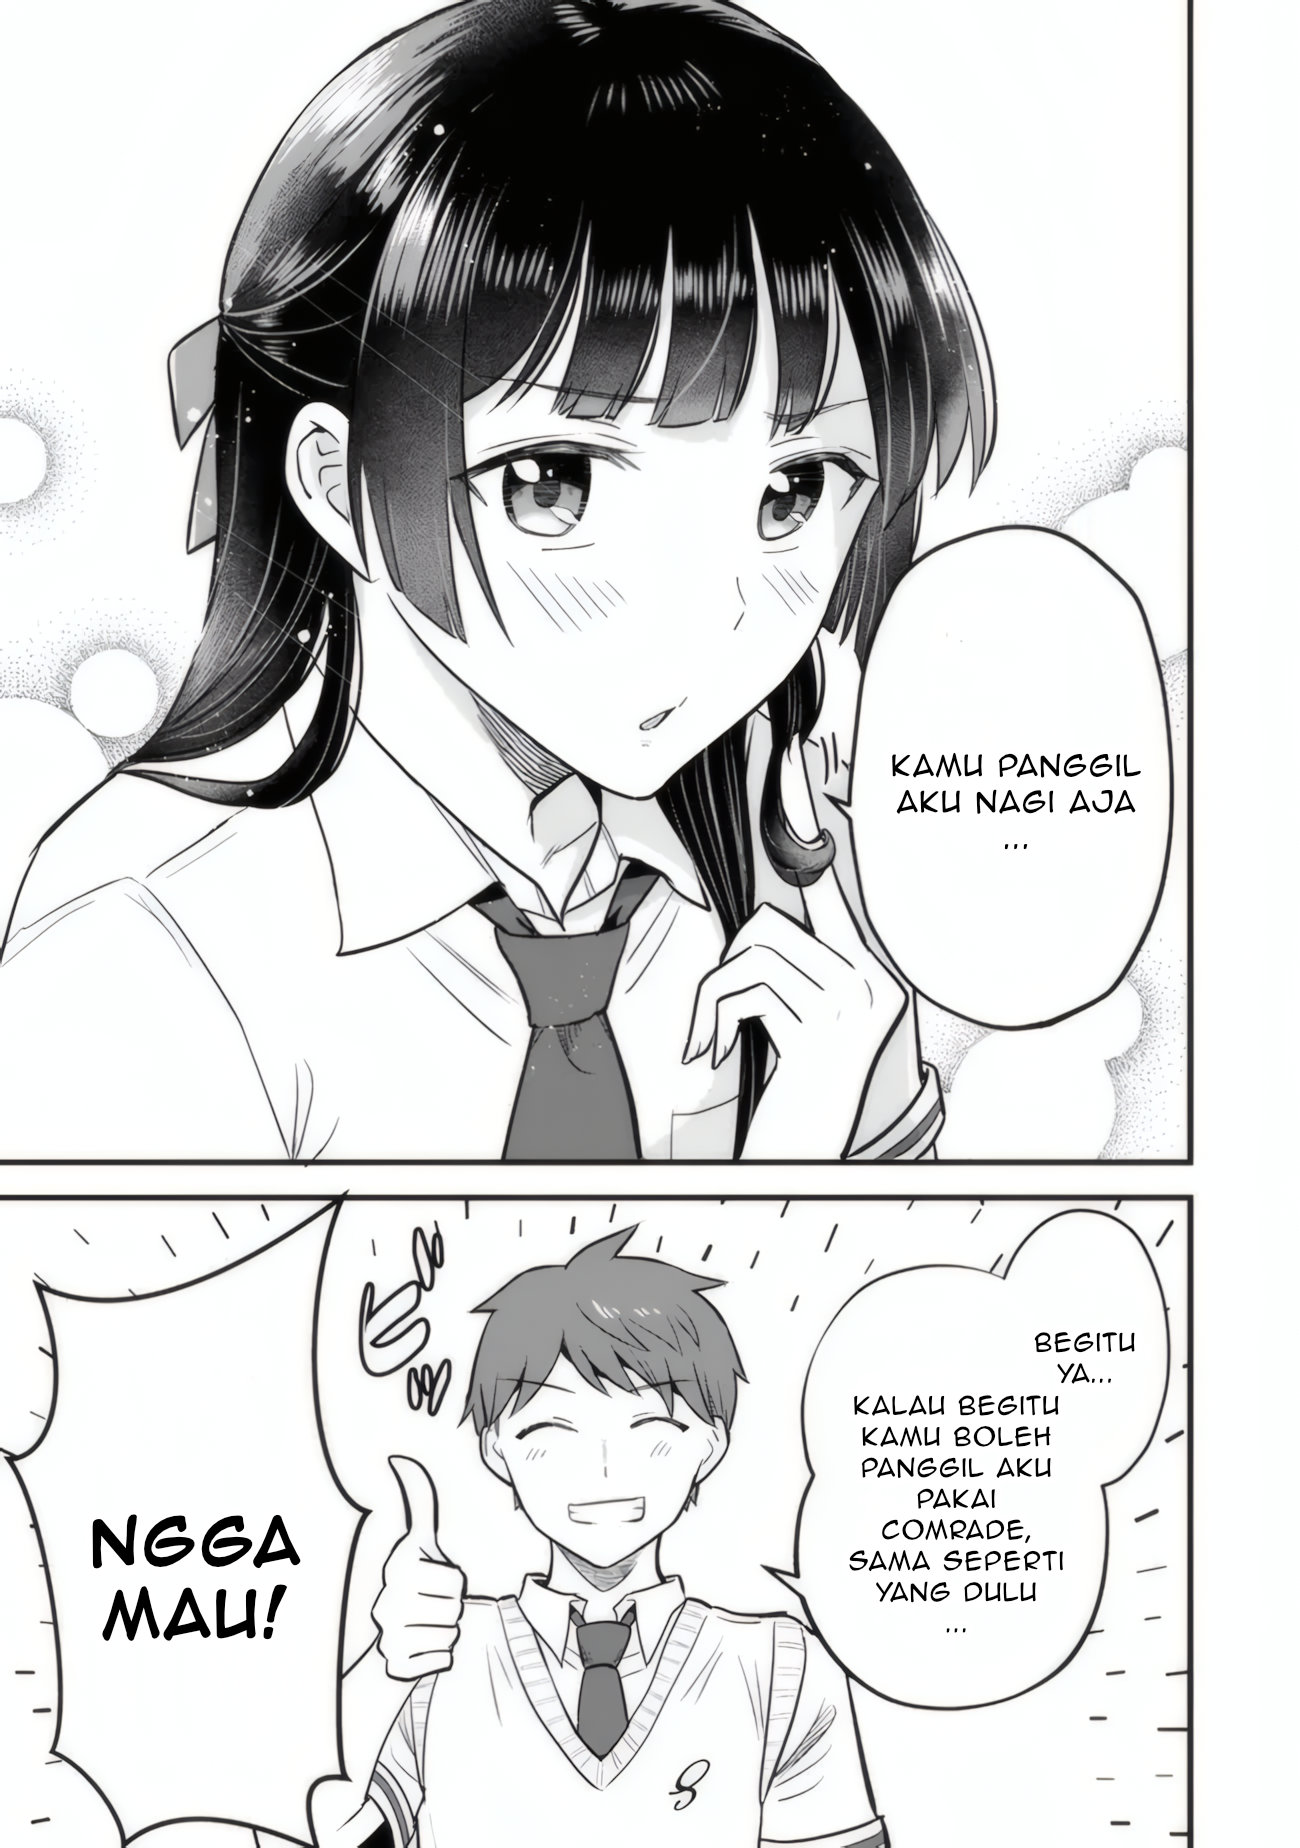 KAMU PANGGIL
AKU NAGI AJA
...
BEGITU
YA...
KALAU BEGITU
KAMU BOLEH
PANGGIL AKU
PAKAI
COMRADE,
SAMA SEPERTI
YANG DULU
...
NGGA
MAU!